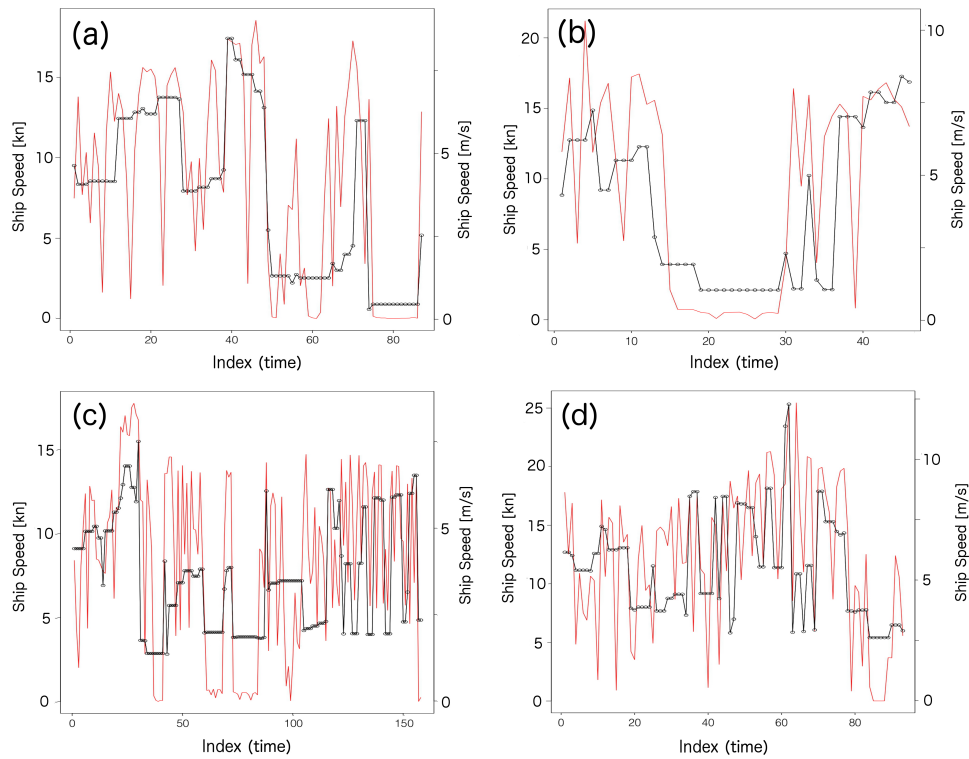 (a)
15
10
5
0
Ship Speed [kn]
5
0
Ship Speed [m/s]
0 20 40 60 80
Index (time)
(b)
20
15
10
5
0
Ship Speed [kn]
10
5
0
Ship Speed [m/s]
0 10 20 30 40
Index (time)
(c)
15
10
5
0
Ship Speed [kn]
5
0
Ship Speed [m/s]
0 50 100 150
Index (time)
(d)
25
20
15
10
5
0
Ship Speed [kn]
10
5
0
Ship Speed [m/s]
0 20 40 60 80
Index (time)